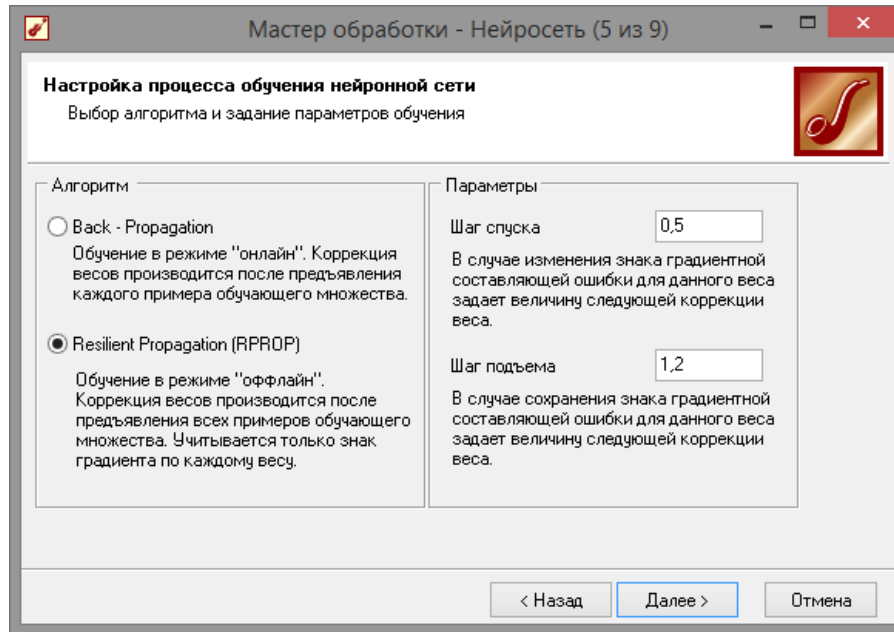 Мастер обработки - Нейросеть (5 из 9)
Настройка процесса обучения нейронной сети
Выбор алгоритма и задание параметров обучения
Алгоритм
Back - Propagation
Обучение в режиме "онлайн". Коррекция
весов производится после предъявления
каждого примера обучающего множества.
Resilient Propagation (RPROP)
Обучение в режиме "оффлайн".
Коррекция весов производится после
предъявления всех примеров обучающего
множества. Учитывается только знак
градиента по каждому весу.
Параметры
Шаг спуска 0,5
В случае изменения знака градиентной
составляющей ошибки для данного веса
задает величину следующей коррекции
веса.
Шаг подъема 1,2
В случае сохранения знака градиентной
составляющей ошибки для данного веса
задает величину следующей коррекции
веса.
< Назад Далее > Отмена